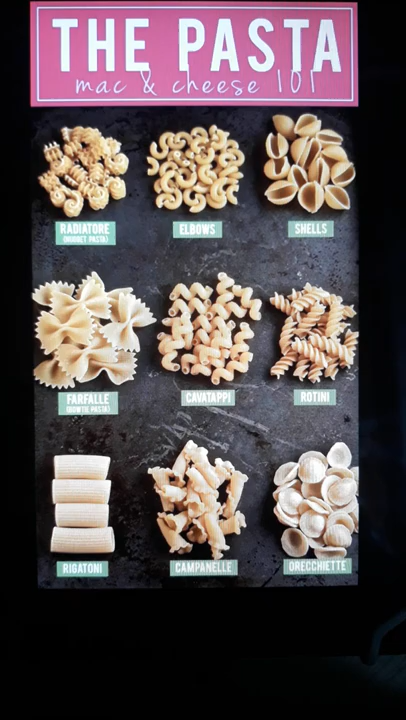 THE PASTA
mac & cheese 101
RADIATORE
(NUGGET PASTA)
ELBOWS
SHELLS
FARFALLE
(BOWTIE PASTA)
CAVATAPPI
ROTINI
RIGATONI
CAMPANELLE
ORECCHIETTE